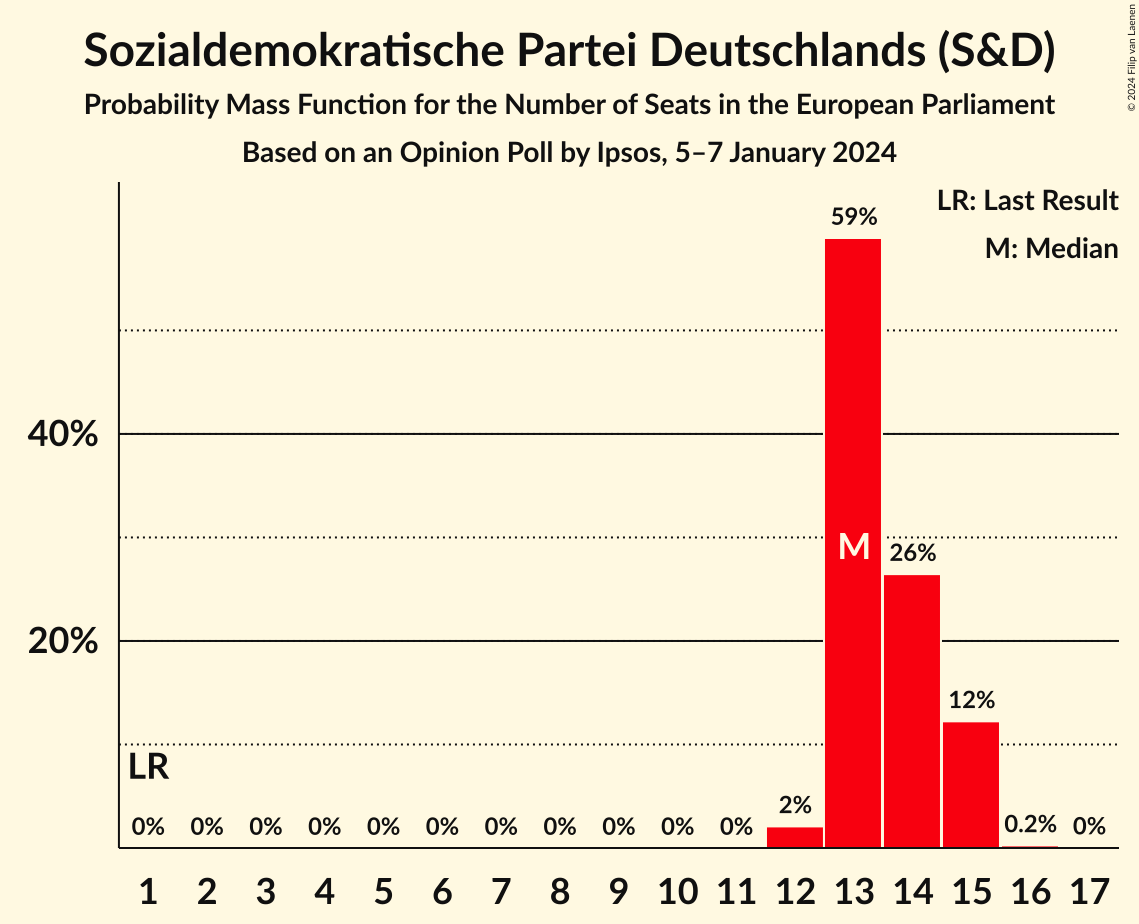 Sozialdemokratische Partei Deutschlands (S&D)
Probability Mass Function for the Number of Seats in the European Parliament
Based on an Opinion Poll by Ipsos, 5–7 January 2024
© 2024 Filip van Laenen
LR: Last Result
M: Median
59%
40%
M
26%
20%
12%
LR
2%
0% 0% 0% 0% 0% 0% 0% 0% 0% 0% 0% 0.2% 0%
1 2 3 4 5 6 7 8 9 10 11 12 13 14 15 16 17